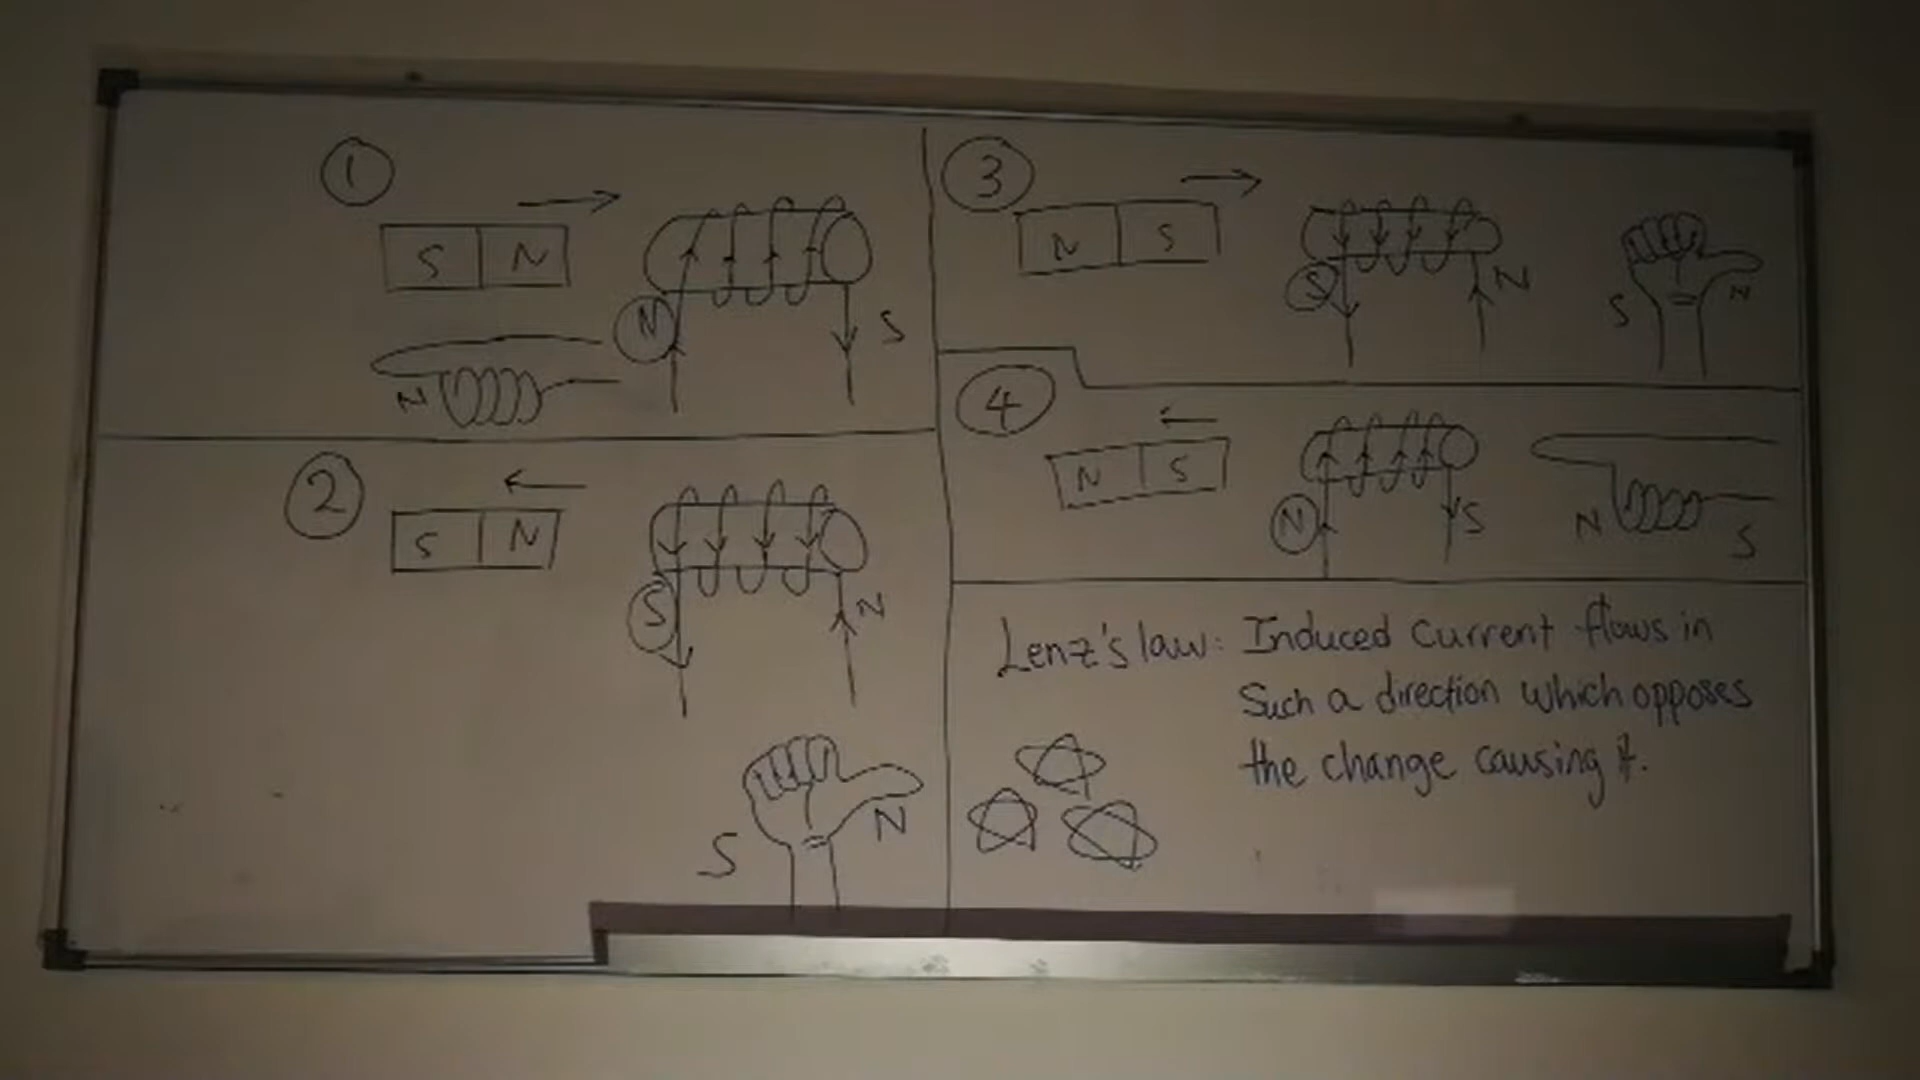 1
S N
N S
N
2
S N
S N
S N
3
N S
S N
S N
4
N S
N S
N S
Lenz's law: Induced Current flows in
Such a direction which opposes
the change causing it.